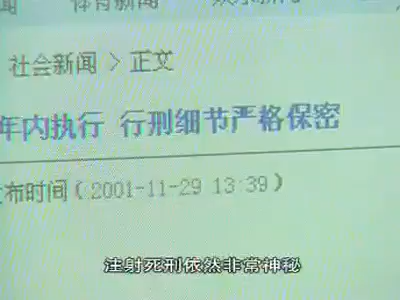 体育新闻
社会新闻 > 正文
年内执行 行刑细节严格保密
布时间(2001-11-29 13:39)
注射死刑依然非常神秘